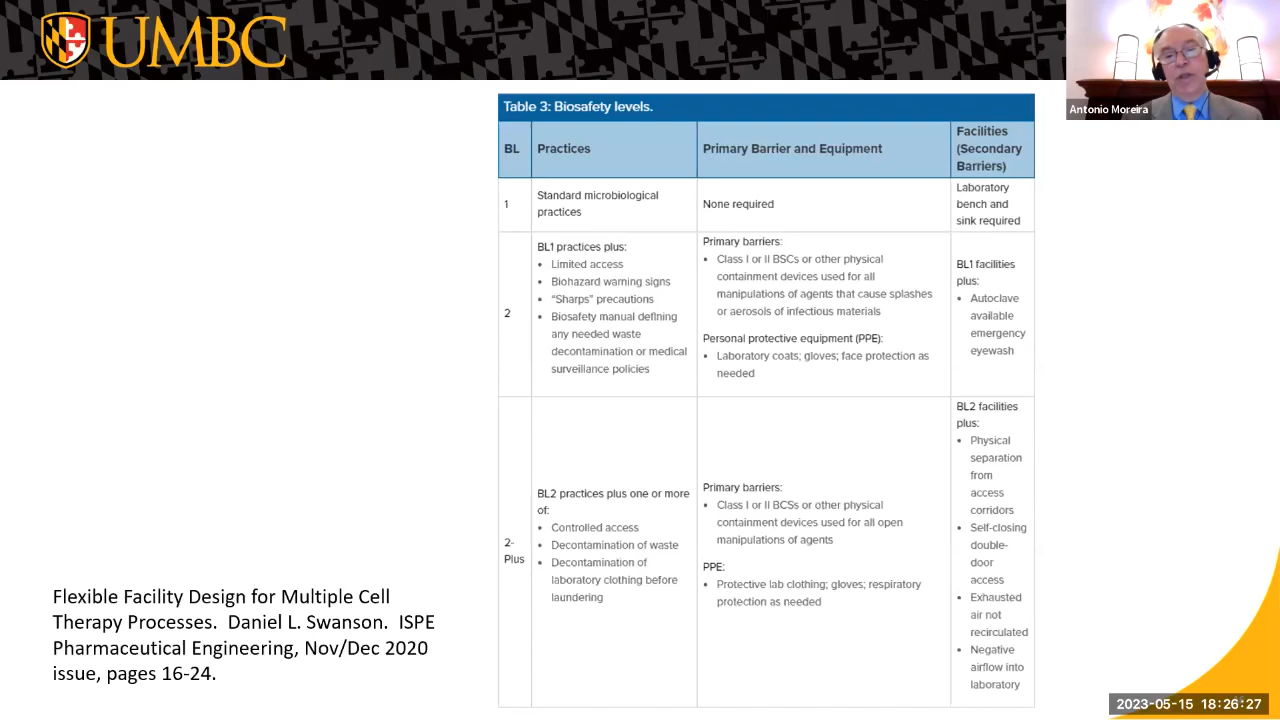 UMBC
Antonio Moreira
Table 3: Biosafety levels.
BL
Practices
Primary Barrier and Equipment
Facilities
(Secondary
Barriers)
1
Standard microbiological
practices
None required
Laboratory
bench and
sink required
2
BL1 practices plus:
• Limited access
• Biohazard warning signs
• “Sharps” precautions
• Biosafety manual defining
any needed waste
decontamination or medical
surveillance policies
Primary barriers:
• Class I or II BSCs or other physical
containment devices used for all
manipulations of agents that cause splashes
or aerosols of infectious materials
Personal protective equipment (PPE):
• Laboratory coats; gloves; face protection as
needed
BL1 facilities
plus:
• Autoclave
available
emergency
eyewash
2-
Plus
BL2 practices plus one or more
of:
• Controlled access
• Decontamination of waste
• Decontamination of
laboratory clothing before
laundering
Primary barriers:
• Class I or II BCSs or other physical
containment devices used for all open
manipulations of agents
PPE:
• Protective lab clothing; gloves; respiratory
protection as needed
BL2 facilities
plus:
• Physical
separation
from
access
corridors
• Self-closing
double-
door
access
• Exhausted
air not
recirculated
• Negative
airflow into
laboratory
Flexible Facility Design for Multiple Cell
Therapy Processes. Daniel L. Swanson. ISPE
Pharmaceutical Engineering, Nov/Dec 2020
issue, pages 16-24.
2023-05-15 18:26:27